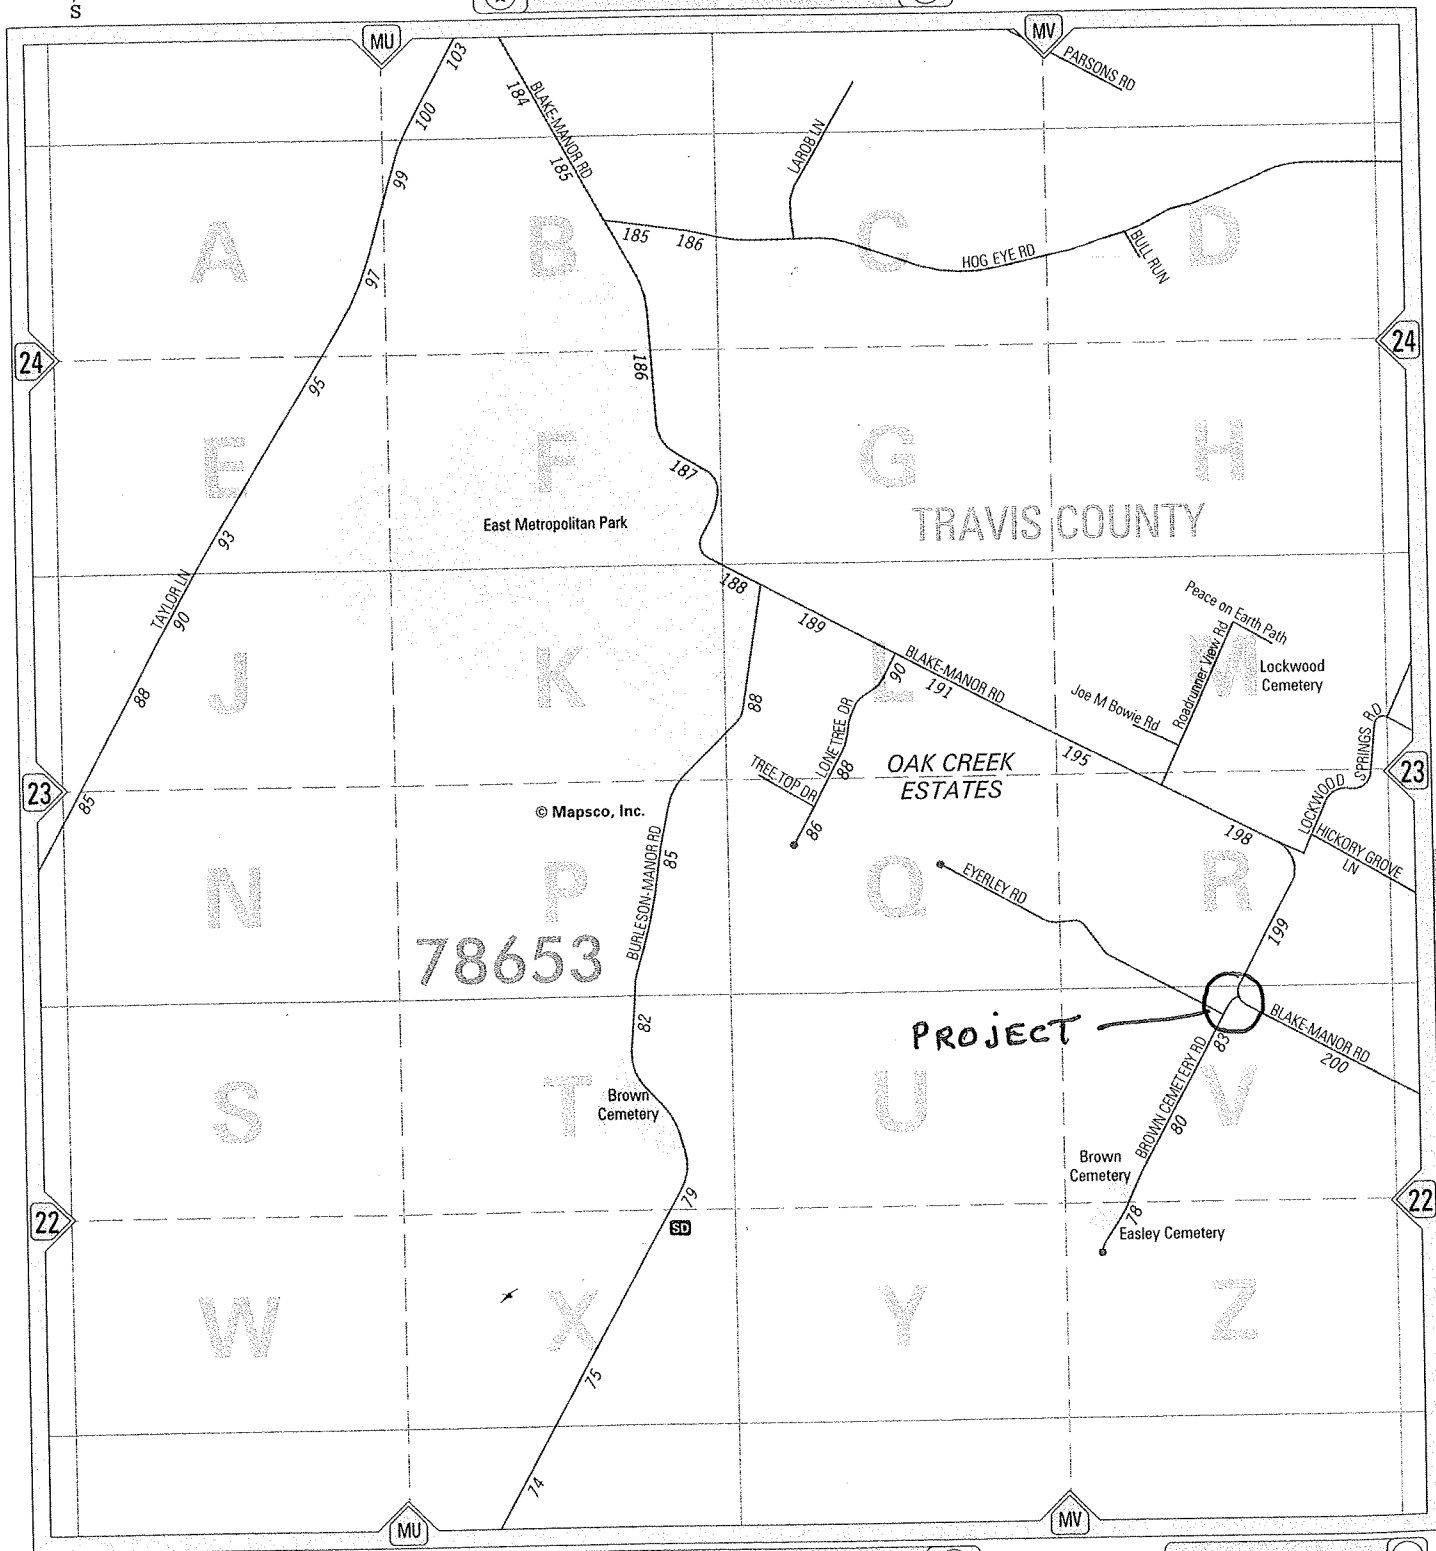 S
MU
MV
103
PARSONS RD
184
BLAKE-MANOR RD
100
LAROB LN
185
99
A
B
C
D
185
186
HOG EYE RD
BULL RUN
97
24
24
186
95
E
F
G
H
187
East Metropolitan Park
TRAVIS COUNTY
93
188
TAYLOR LN
90
189
Peace on Earth Path
J
K
L
M
Roadrunner View Rd
Lockwood
Cemetery
90
BLAKE-MANOR RD
191
88
88
LONE TREE DR
Joe M Bowie Rd
195
SPRINGS RD
LOCKWOOD
TREE TOP DR
88
OAK CREEK
ESTATES
23
23
85
© Mapsco, Inc.
86
198
HICKORY GROVE
LN
BURLESON-MANOR RD
85
N
P
Q
R
EYERLEY RD
78653
199
82
PROJECT
83
BLAKE-MANOR RD
200
S
T
U
V
Brown
Cemetery
BROWN CEMETERY RD
80
Brown
Cemetery
79
22
22
SD
78
Easley Cemetery
W
X
Y
Z
75
74
MU
MV